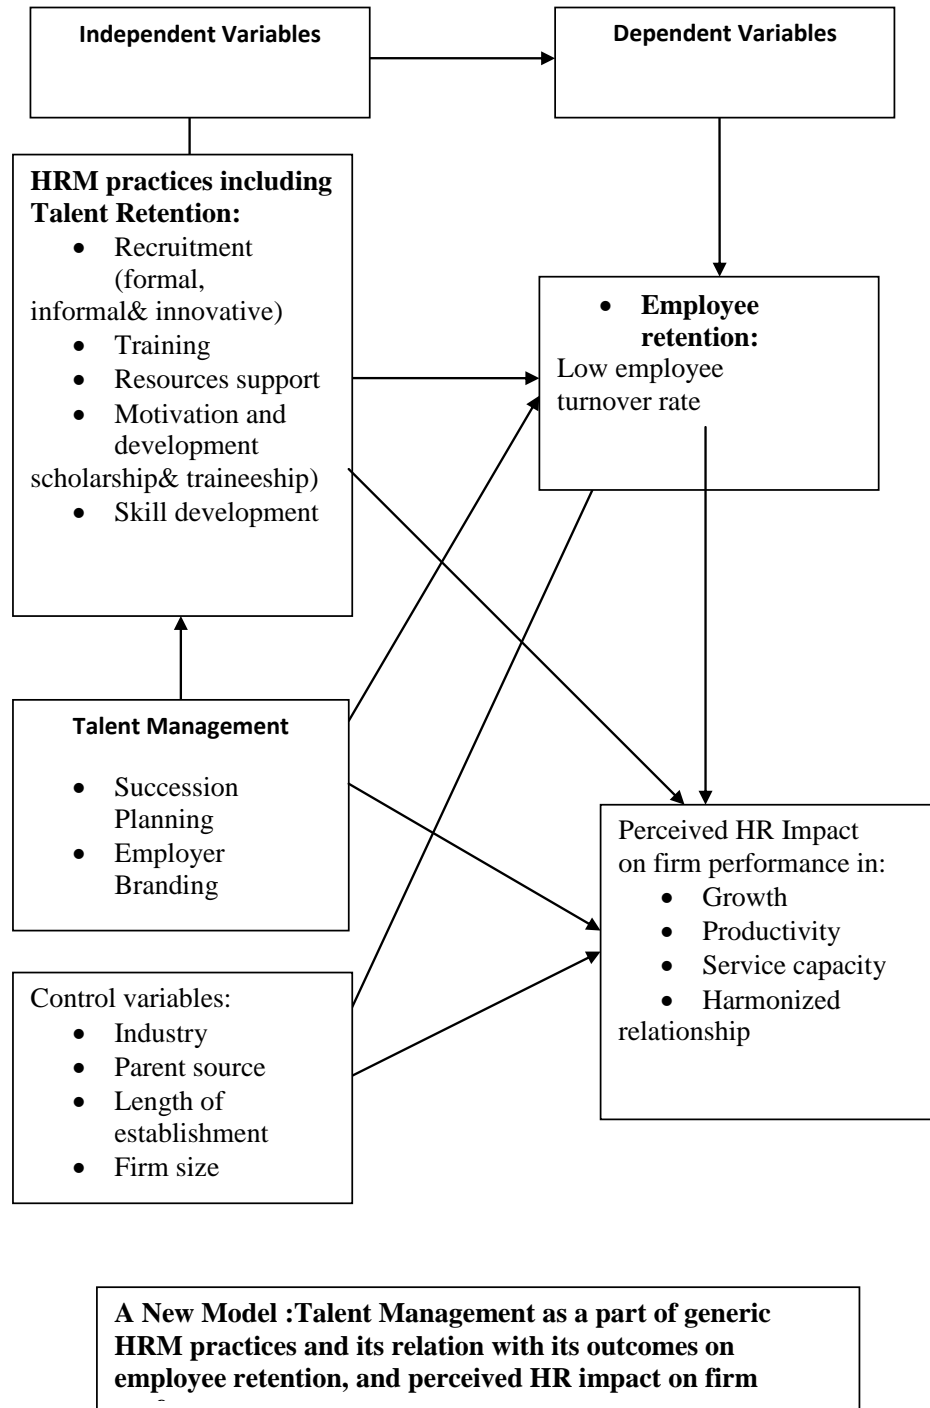 Independent Variables
Dependent Variables
HRM practices including
Talent Retention:
• Recruitment
(formal,
informal& innovative)
• Training
• Resources support
• Motivation and
development
scholarship& traineeship)
• Skill development
• Employee
retention:
Low employee
turnover rate
Talent Management
• Succession
Planning
• Employer
Branding
Perceived HR Impact
on firm performance in:
• Growth
• Productivity
• Service capacity
• Harmonized
relationship
Control variables:
• Industry
• Parent source
• Length of
establishment
• Firm size
A New Model :Talent Management as a part of generic
HRM practices and its relation with its outcomes on
employee retention, and perceived HR impact on firm